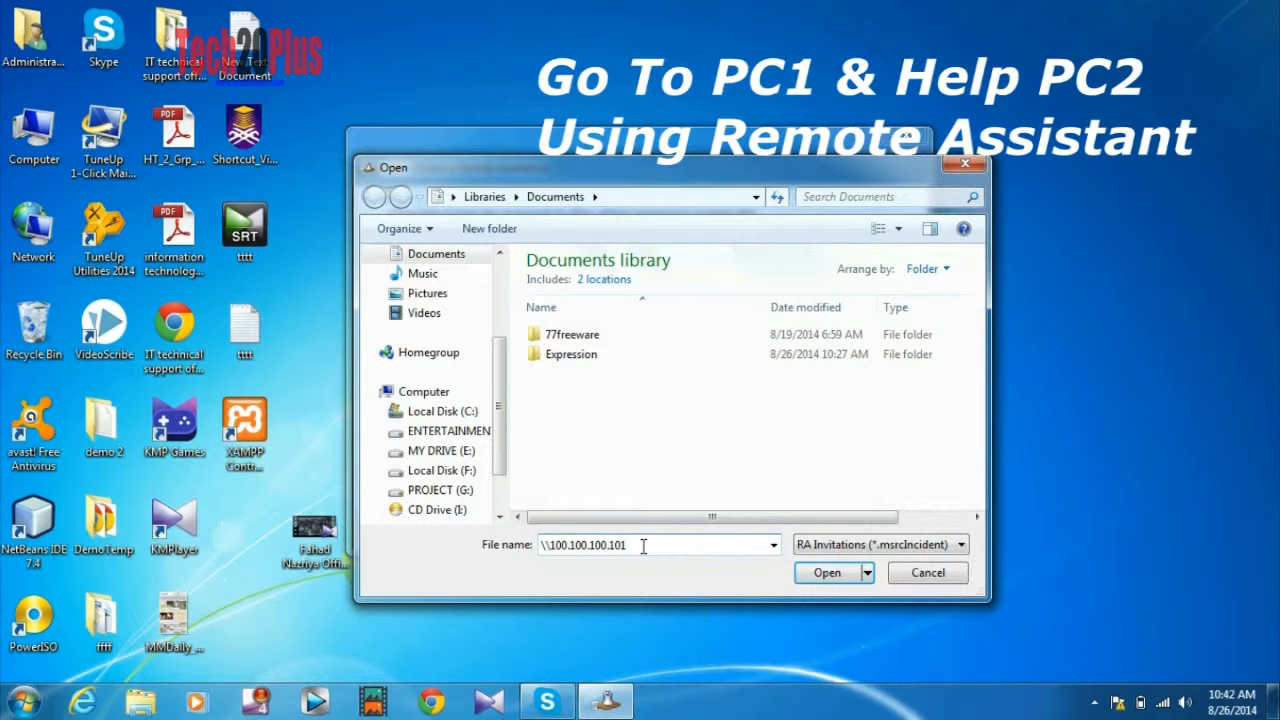 Go To PC1 & Help PC2
Using Remote Assistant
Tech20Plus
Administra...
Skype
IT technical
support of...
New Text
Document
Computer
TuneUp
1-Click Mai...
HT_2_Grp_...
Shortcut_Vi...
Network
TuneUp
Utilities 2014
information
technolog...
SRT
tttt
Recycle Bin
VideoScribe
IT technical
support of...
tttt
avast! Free
Antivirus
demo 2
KMP Games
XAMPP
Contr...
NetBeans IDE
7.4
DemoTemp
KMPlayer
Fahad
Nazriya Offi...
PowerISO
ffff
MMDaily_...
Open
Libraries
Documents
Search Documents
Organize
New folder
Documents
Music
Pictures
Videos
Homegroup
Computer
Local Disk (C:)
ENTERTAINMEN
MY DRIVE (E:)
Local Disk (F:)
PROJECT (G:)
CD Drive (I:)
Documents library
Includes: 2 locations
Arrange by: Folder
Name Date modified Type
77freeware 8/19/2014 6:59 AM File folder
Expression 8/26/2014 10:27 AM File folder
File name: \\100.100.100.101
RA Invitations (*.msrcIncident)
Open
Cancel
10:42 AM
8/26/2014